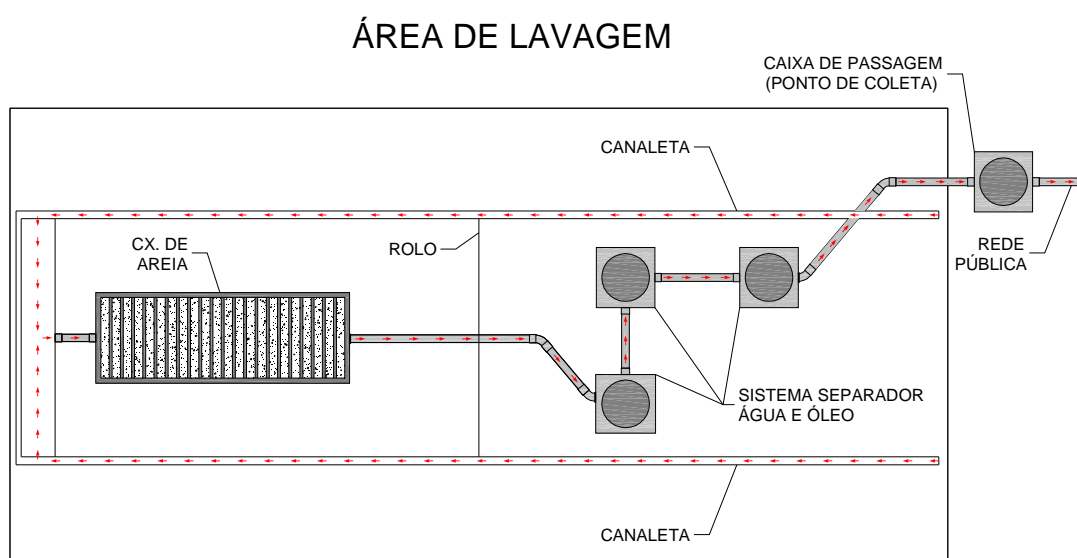 ÁREA DE LAVAGEM
CAIXA DE PASSAGEM
(PONTO DE COLETA)
CANALETA
CX. DE
AREIA
ROLO
REDE
PÚBLICA
SISTEMA SEPARADOR
ÁGUA E ÓLEO
CANALETA